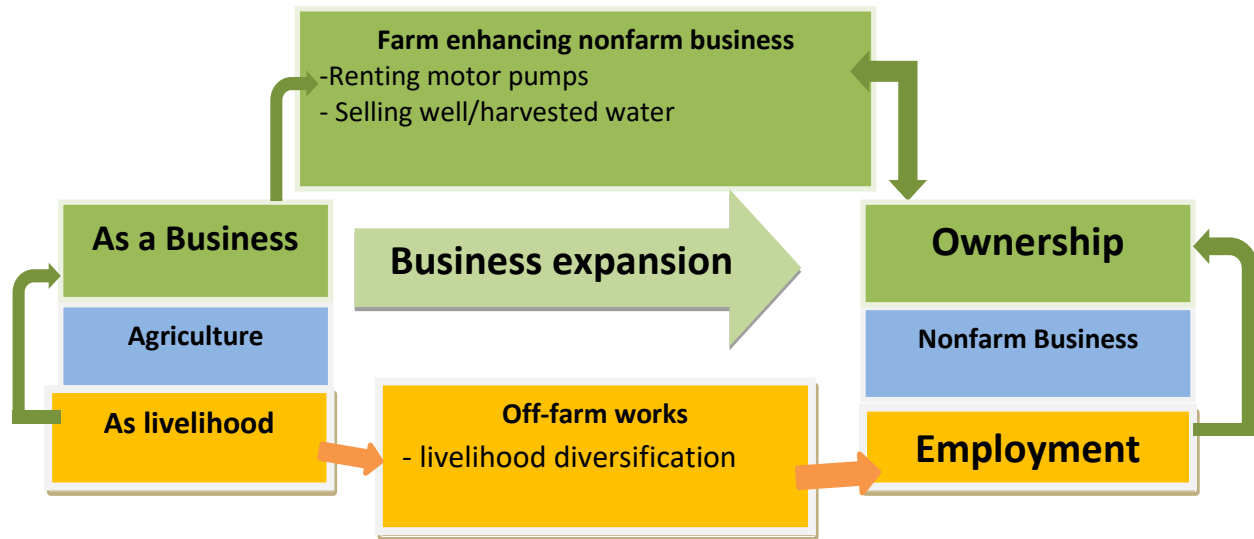 Farm enhancing nonfarm business
-Renting motor pumps
- Selling well/harvested water
As a Business
Agriculture
As livelihood
Business expansion
Off-farm works
- livelihood diversification
Ownership
Nonfarm Business
Employment